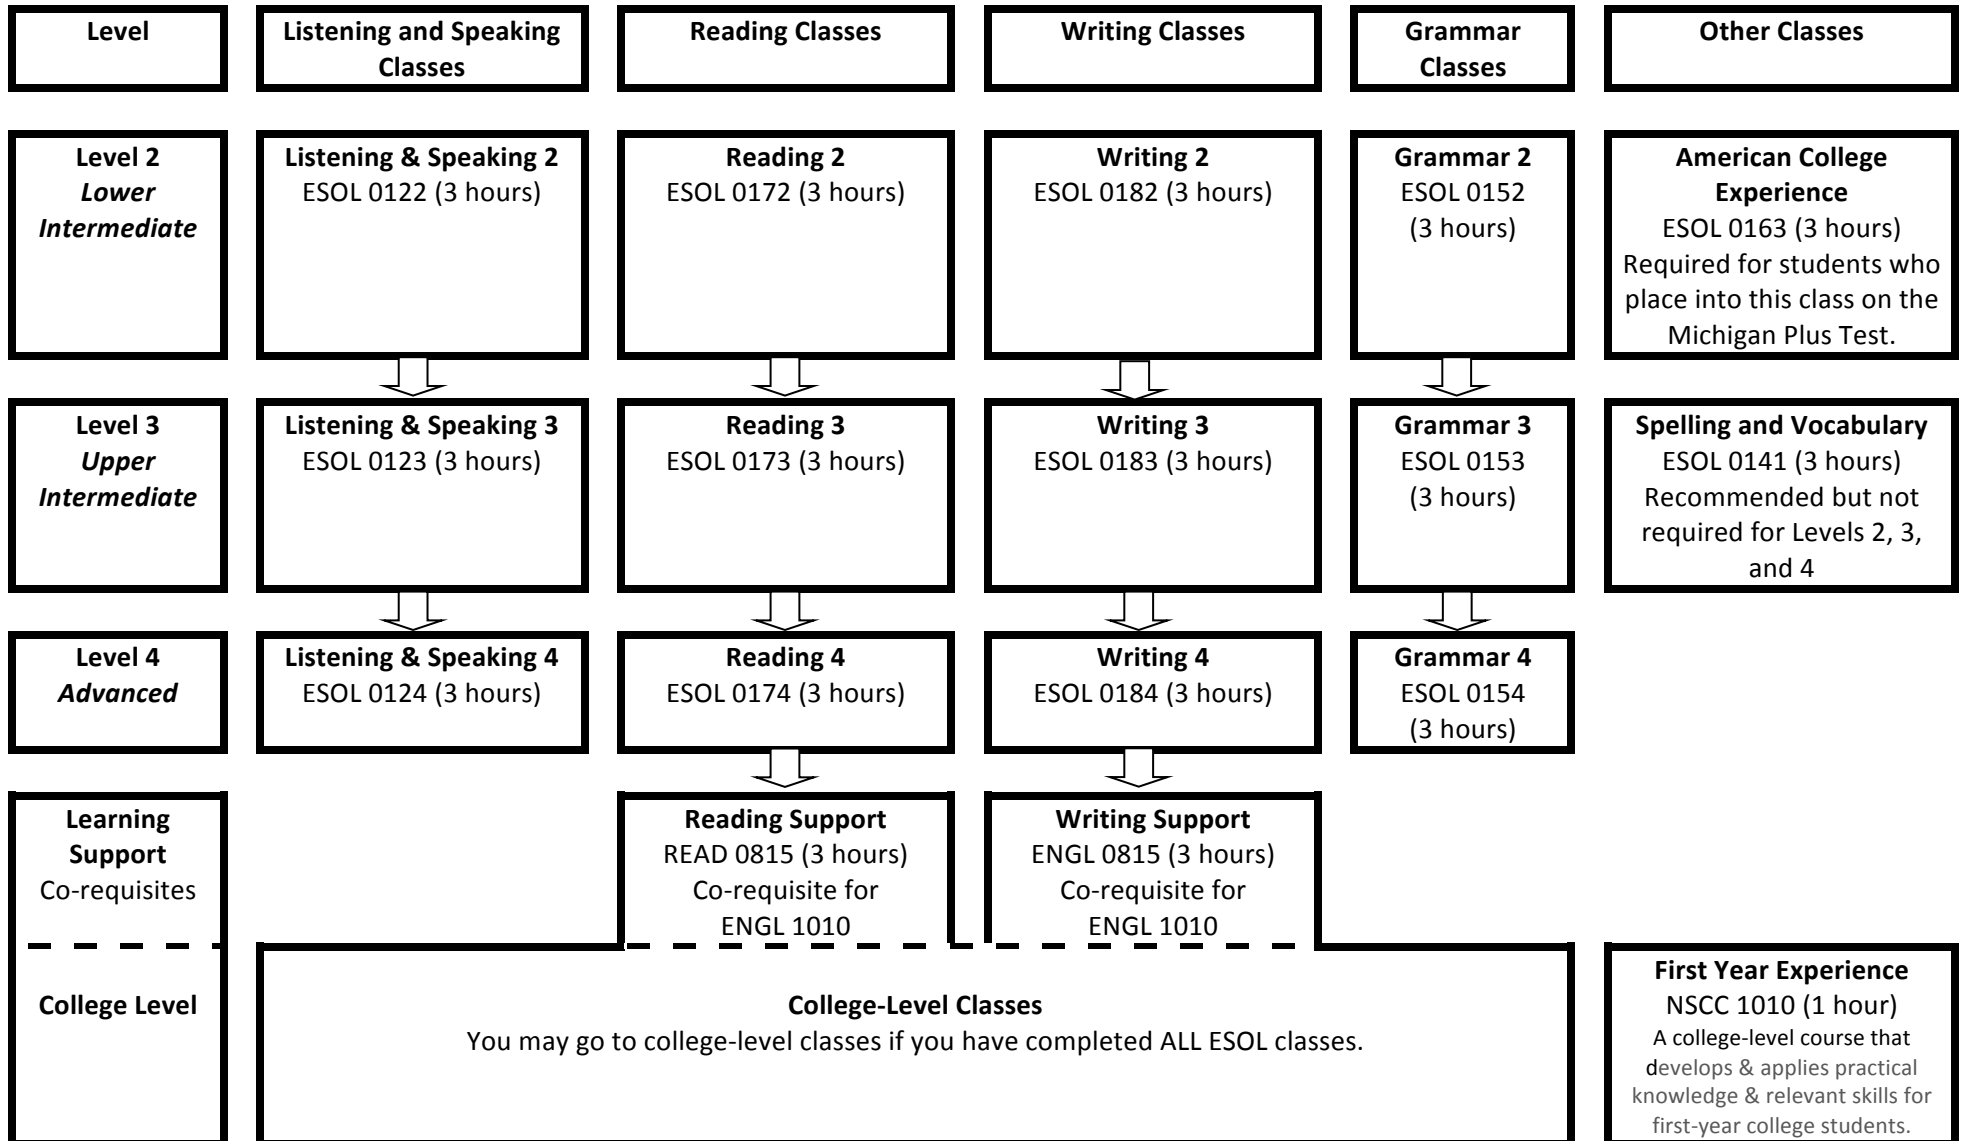 Level
Listening and Speaking
Classes
Reading Classes
Writing Classes
Grammar
Classes
Other Classes
Level 2
Lower
Intermediate
Listening & Speaking 2
ESOL 0122 (3 hours)
Reading 2
ESOL 0172 (3 hours)
Writing 2
ESOL 0182 (3 hours)
Grammar 2
ESOL 0152
(3 hours)
American College
Experience
ESOL 0163 (3 hours)
Required for students who
place into this class on the
Michigan Plus Test.
Level 3
Upper
Intermediate
Listening & Speaking 3
ESOL 0123 (3 hours)
Reading 3
ESOL 0173 (3 hours)
Writing 3
ESOL 0183 (3 hours)
Grammar 3
ESOL 0153
(3 hours)
Spelling and Vocabulary
ESOL 0141 (3 hours)
Recommended but not
required for Levels 2, 3,
and 4
Level 4
Advanced
Listening & Speaking 4
ESOL 0124 (3 hours)
Reading 4
ESOL 0174 (3 hours)
Writing 4
ESOL 0184 (3 hours)
Grammar 4
ESOL 0154
(3 hours)
Learning
Support
Co-requisites
Reading Support
READ 0815 (3 hours)
Co-requisite for
ENGL 1010
Writing Support
ENGL 0815 (3 hours)
Co-requisite for
ENGL 1010
College Level
College-Level Classes
You may go to college-level classes if you have completed ALL ESOL classes.
First Year Experience
NSCC 1010 (1 hour)
A college-level course that
develops & applies practical
knowledge & relevant skills for
first-year college students.